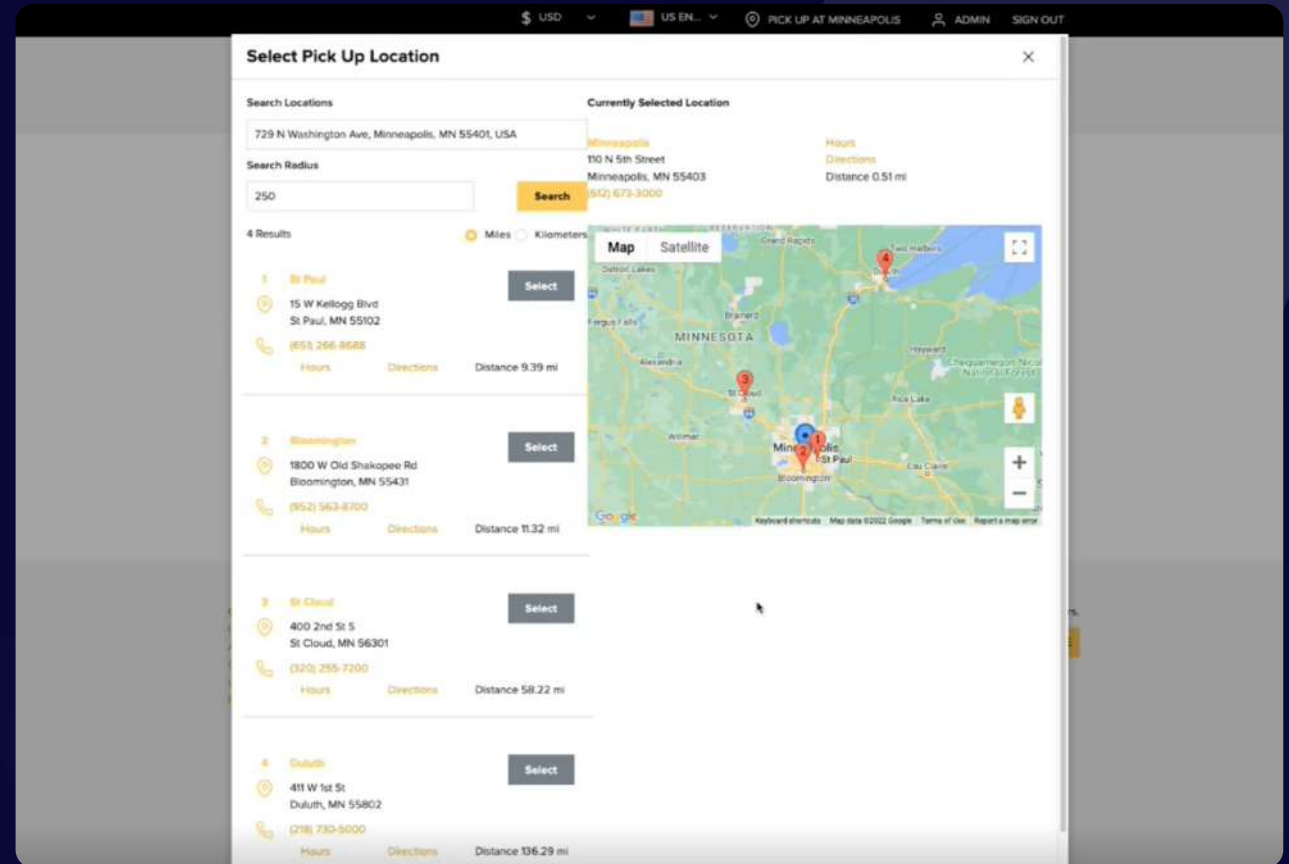 $ USD
US EN...
PICK UP AT MINNEAPOLIS
ADMIN
SIGN OUT
Select Pick Up Location
Search Locations
729 N Washington Ave, Minneapolis, MN 55401, USA
Search Radius
250
Search
4 Results
Miles
Kilometers
1 St Paul
Select
15 W Kellogg Blvd
St Paul, MN 55102
(651) 266-8688
Hours Directions Distance 9.39 mi
2 Bloomington
Select
1800 W Old Shakopee Rd
Bloomington, MN 55431
(952) 563-8700
Hours Directions Distance 11.32 mi
3 St Cloud
Select
400 2nd St S
St Cloud, MN 56301
(320) 255-7200
Hours Directions Distance 58.22 mi
4 Duluth
Select
411 W 1st St
Duluth, MN 55802
(218) 730-5000
Hours Directions Distance 136.29 mi
Currently Selected Location
Minneapolis
110 N 5th Street
Minneapolis, MN 55403
(612) 673-3000
Hours
Directions
Distance 0.51 mi
Map Satellite
Grand Rapids
Two Harbors
Detroit Lakes
4
Fergus Falls
Brainerd
MINNESOTA
Hayward
Alexandria
Chequamegon Nico
National Forest
3
St Cloud
Rice Lake
Willmar
1
2
St Paul
Eau Claire
Bloomington
Google
Keyboard shortcuts
Map data ©2022 Google
Terms of Use
Report a map error